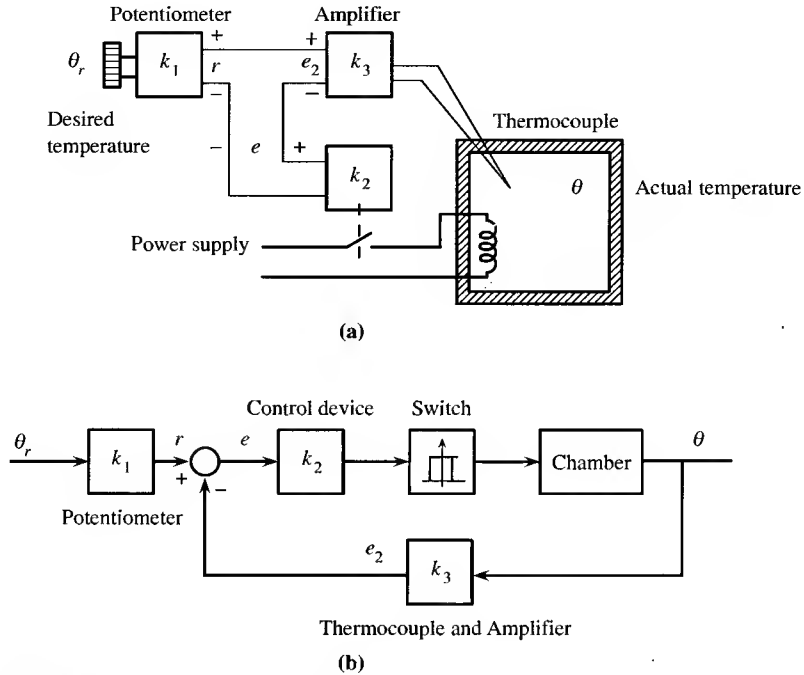 Potentiometer
Amplifier
θr
k1
+
r
−
+
e2
−
k3
Desired
temperature
−
e
+
k2
Thermocouple
θ
Actual temperature
Power supply
(a)
Control device
Switch
θr
k1
r
+
−
e
k2
Chamber
θ
Potentiometer
e2
k3
Thermocouple and Amplifier
(b)